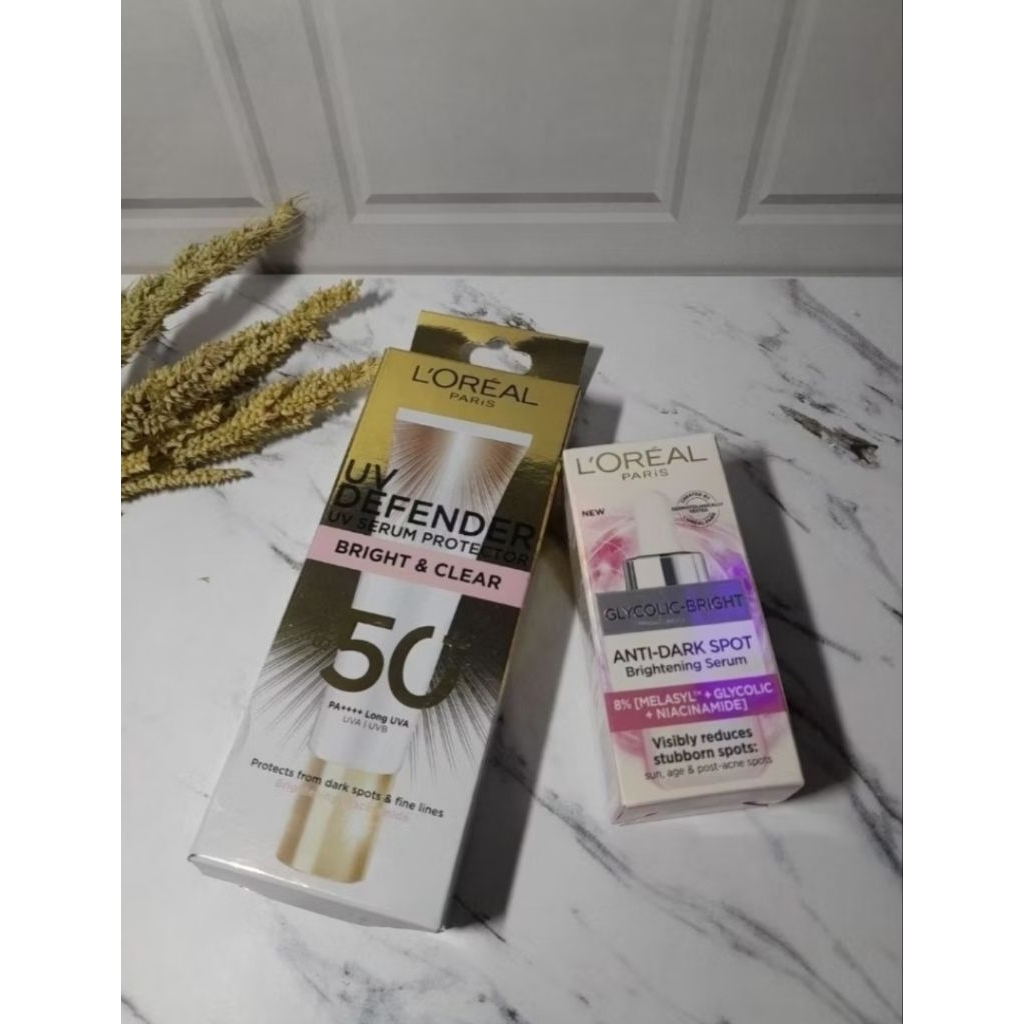 L'ORÉAL
PARIS
UV
DEFENDER
UV SERUM PROTECTOR
BRIGHT & CLEAR
50
PA++++ Long UVA
UVA | UVB
Protects from dark spots & fine lines
L'ORÉAL
PARIS
NEW
DERMATOLOGICALLY
TESTED
GLYCOLIC-BRIGHT
ANTI-DARK SPOT
Brightening Serum
8% [MELASYL™ + GLYCOLIC
+ NIACINAMIDE]
Visibly reduces
stubborn spots:
sun, age & post-acne spots